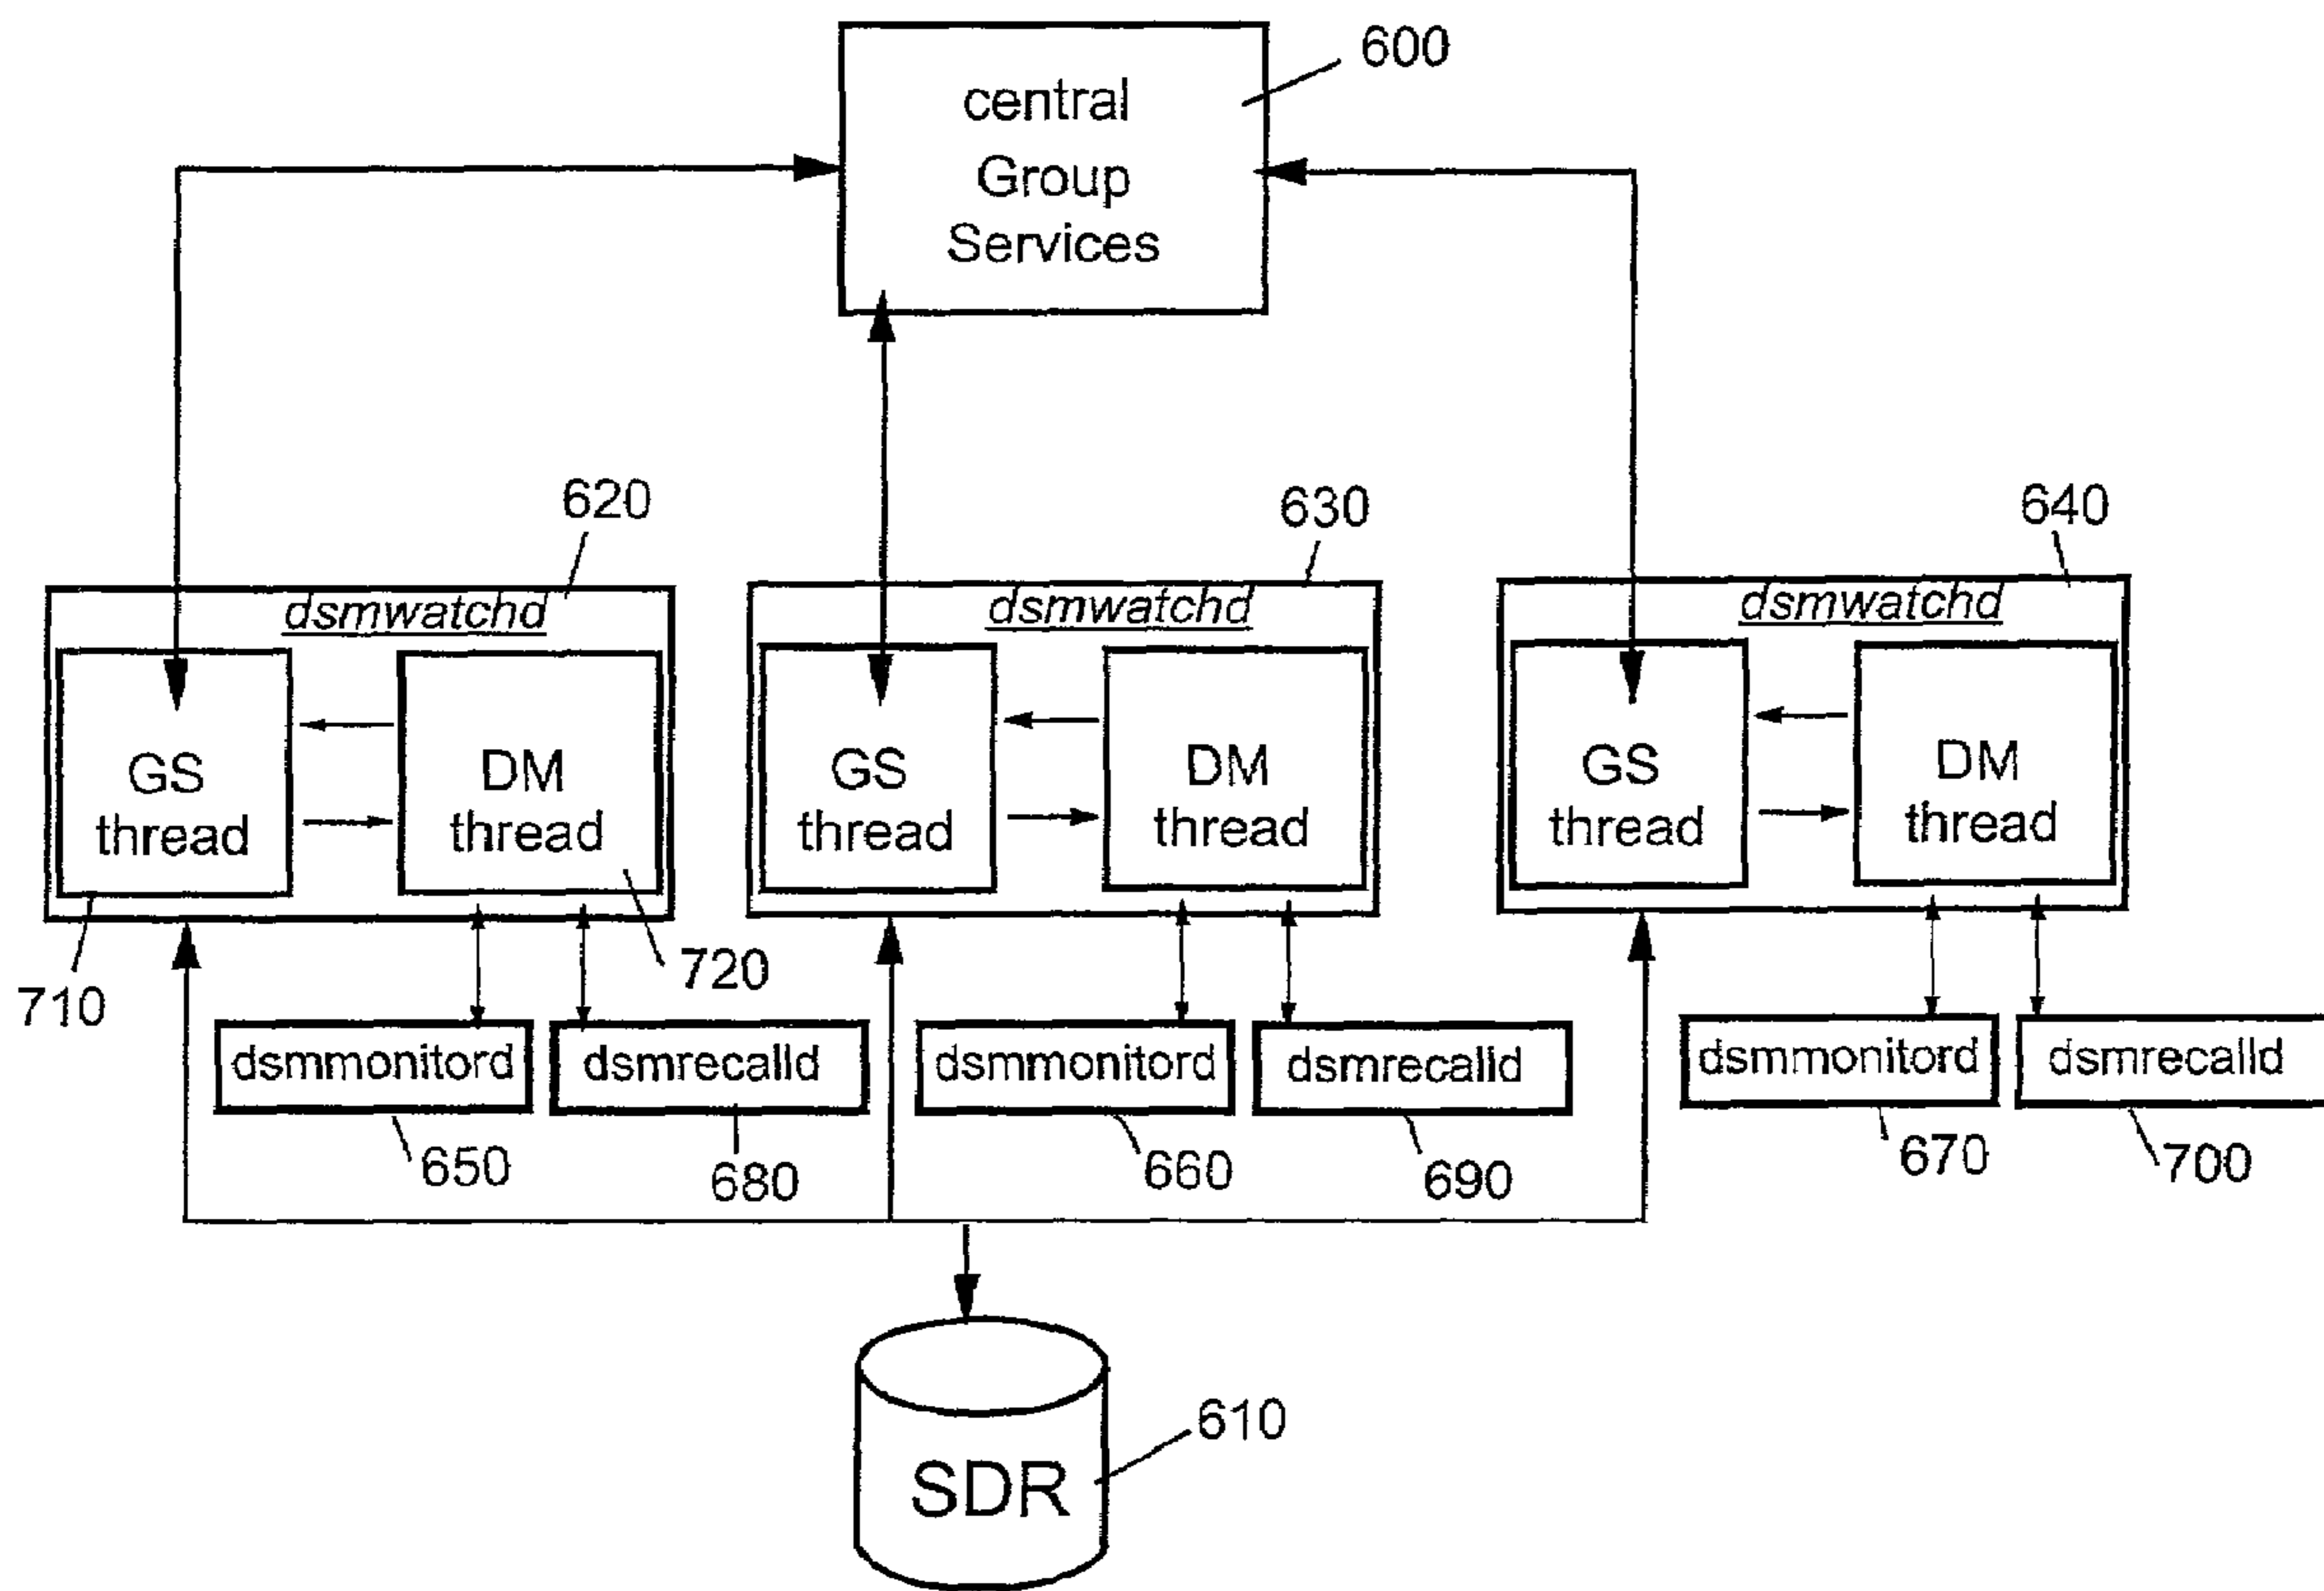 600
central
Group
Services
620
630
640
dsmwatchd
dsmwatchd
dsmwatchd
GS
thread
DM
thread
GS
thread
DM
thread
GS
thread
DM
thread
710
720
dsmmonitord
dsmrecalld
dsmmonitord
dsmrecalld
dsmmonitord
dsmrecalld
650
680
660
690
670
700
610
SDR